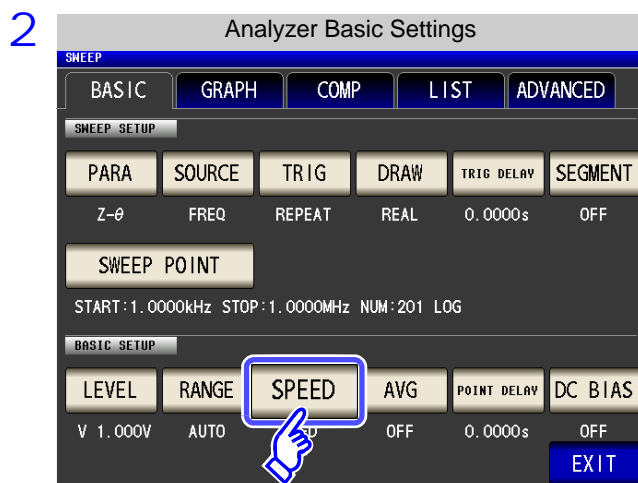 2
Analyzer Basic Settings
SWEEP
BASIC GRAPH COMP LIST ADVANCED
SWEEP SETUP
PARA SOURCE TRIG DRAW TRIG DELAY SEGMENT
Z-θ FREQ REPEAT REAL 0.0000s OFF
SWEEP POINT
START:1.0000kHz STOP:1.0000MHz NUM:201 LOG
BASIC SETUP
LEVEL RANGE SPEED AVG POINT DELAY DC BIAS
V 1.000V AUTO OFF 0.0000s OFF
EXIT